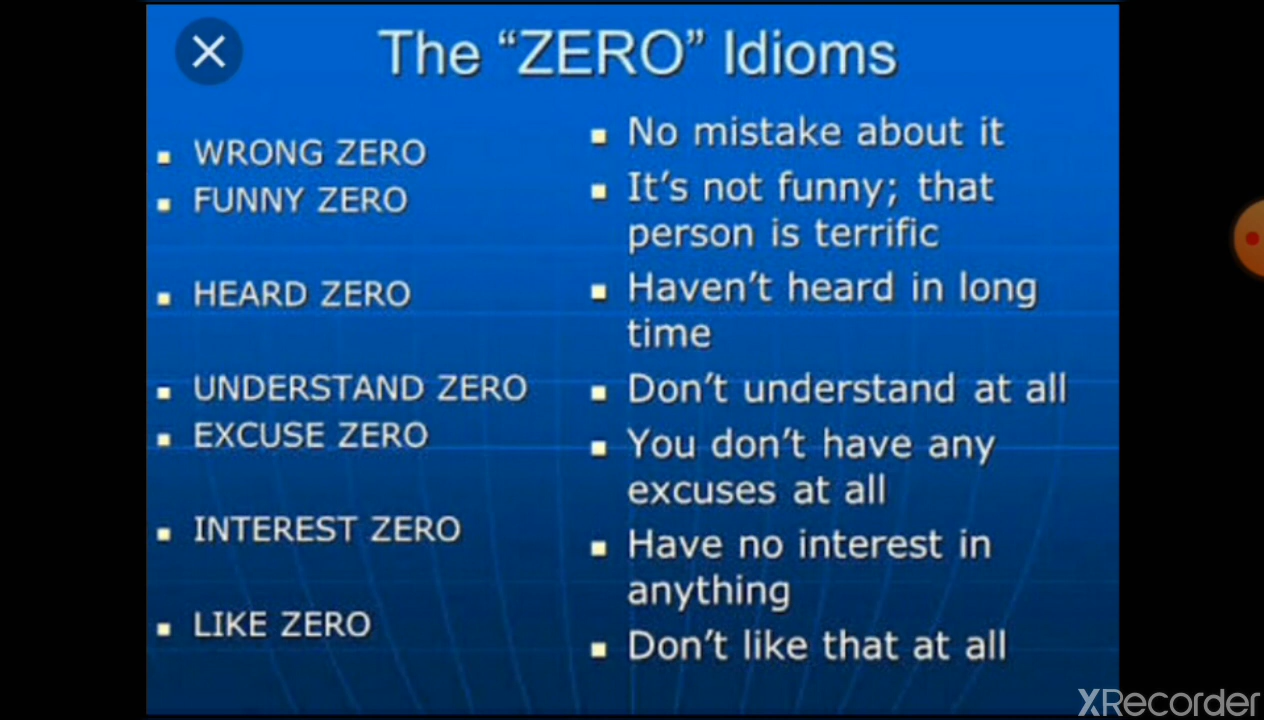 The “ZERO” Idioms
WRONG ZERO
FUNNY ZERO
HEARD ZERO
UNDERSTAND ZERO
EXCUSE ZERO
INTEREST ZERO
LIKE ZERO
No mistake about it
It’s not funny; that
person is terrific
Haven’t heard in long
time
Don’t understand at all
You don’t have any
excuses at all
Have no interest in
anything
Don’t like that at all
XRecorder